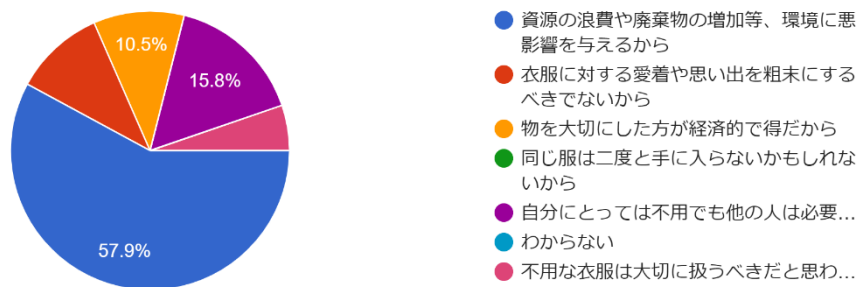 10.5%
15.8%
57.9%
資源の浪費や廃棄物の増加等、環境に悪
影響を与えるから
衣服に対する愛着や思い出を粗末にする
べきでないから
物を大切にした方が経済的で得だから
同じ服は二度と手に入らないかもしれな
いから
自分にとっては不用でも他の人は必要…
わからない
不用な衣服は大切に扱うべきだと思わ…